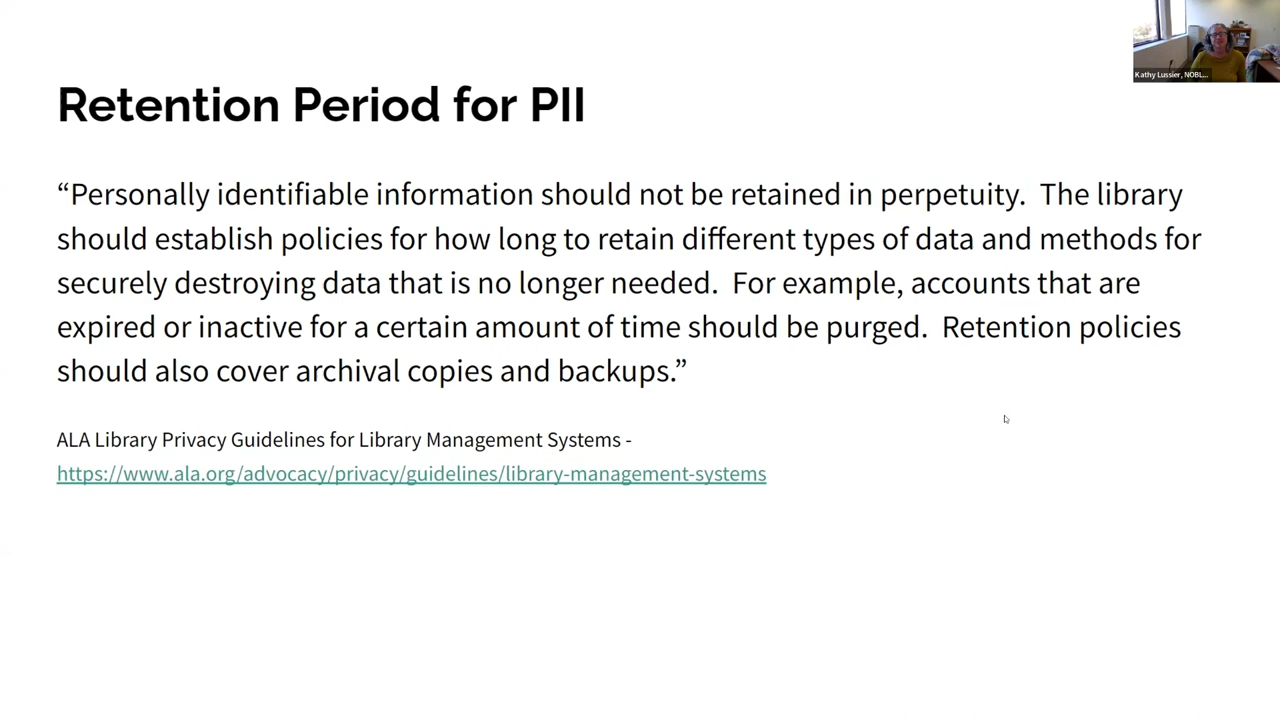 Kathy Lussier, NOBL...
Retention Period for PII
“Personally identifiable information should not be retained in perpetuity.  The library
should establish policies for how long to retain different types of data and methods for
securely destroying data that is no longer needed.  For example, accounts that are
expired or inactive for a certain amount of time should be purged.  Retention policies
should also cover archival copies and backups.”
ALA Library Privacy Guidelines for Library Management Systems -
https://www.ala.org/advocacy/privacy/guidelines/library-management-systems